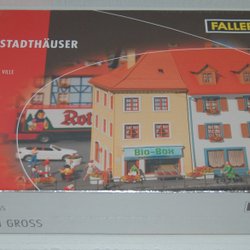 STADTHÄUSER
FALLER
VILLE
Rot
Bio-Box
GROSS